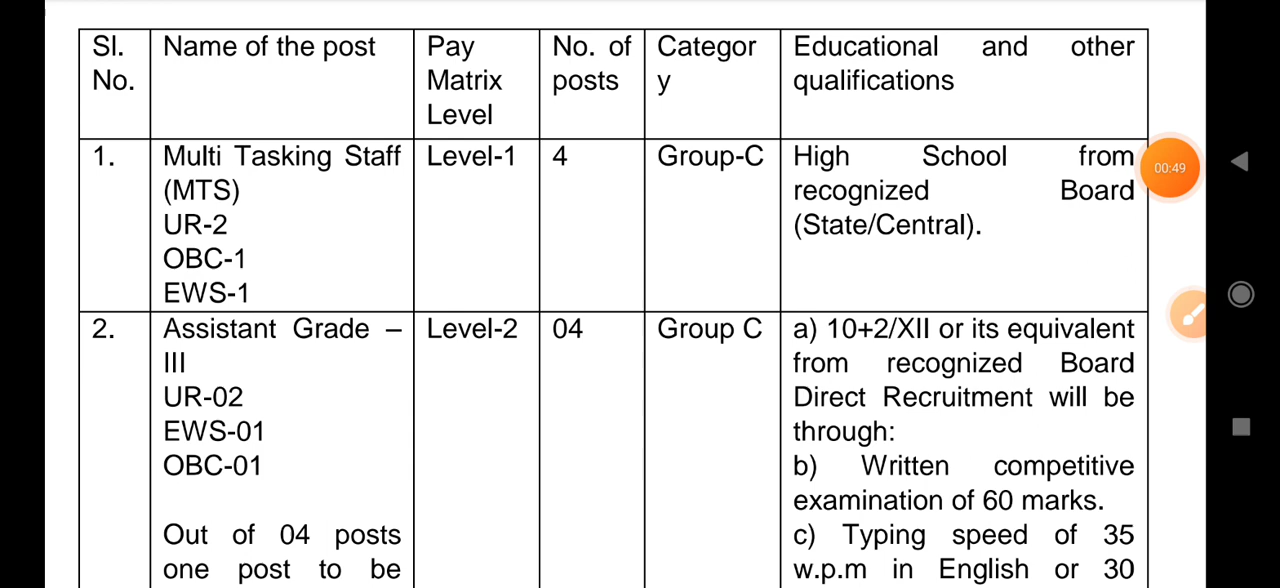 Sl. No.
Name of the post
Pay Matrix Level
No. of posts
Categor
y
Educational and other
qualifications
1.
Multi Tasking Staff
(MTS)
UR-2
OBC-1
EWS-1
Level-1
4
Group-C
High School from
recognized Board
(State/Central).
2.
Assistant Grade –
III
UR-02
EWS-01
OBC-01
Out of 04 posts
one post to be
Level-2
04
Group C
a) 10+2/XII or its equivalent
from recognized Board
Direct Recruitment will be
through:
b) Written competitive
examination of 60 marks.
c) Typing speed of 35
w.p.m in English or 30
00:49